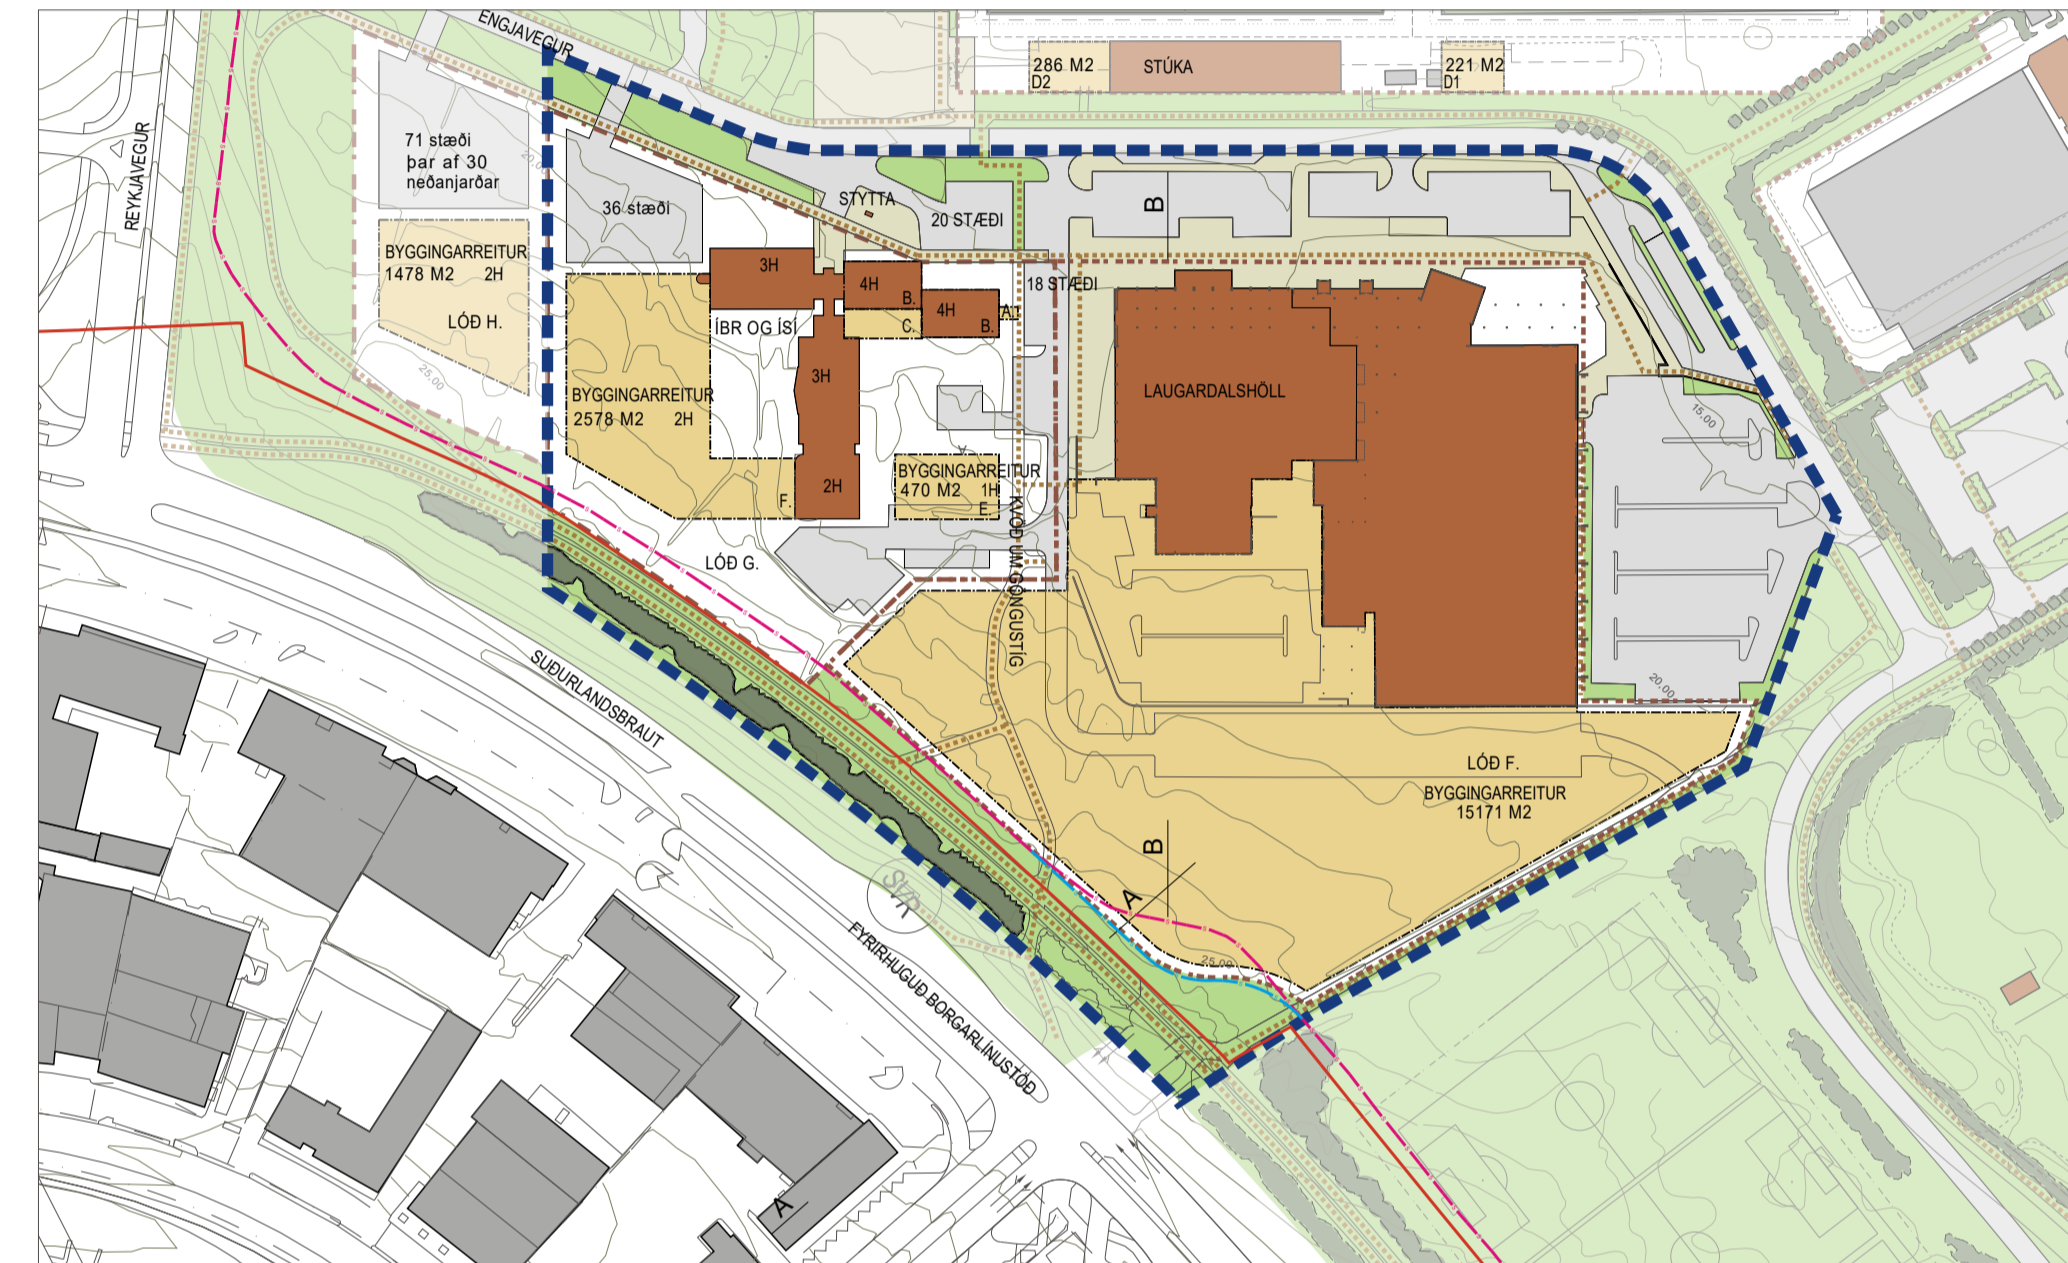 ENGJAVEGUR
REYKJAVEGUR
286 M2
D2
STÚKA
221 M2
D1
71 stæði
þar af 30
neðanjarðar
36 stæði
STYTTA
20 STÆÐI
B
BYGGINGARREITUR
1478 M2 2H
LÓÐ H.
3H
4H
B.
18 STÆÐI
4H
B.
A.
C.
ÍBR OG ÍSÍ
3H
BYGGINGARREITUR
2578 M2 2H
LAUGARDALSHÖLL
25.00
15.00
20.00
BYGGINGARREITUR
470 M2 1H
E.
2H
F.
KVÖÐ UM GÖNGUSTÍG
LÓÐ G.
SUÐURLANDSBRAUT
20.00
LÓÐ F.
BYGGINGARREITUR
15171 M2
B
A
SVR
25.00
FYRIRHUGUÐ BORGARLÍNUSTÖÐ
A